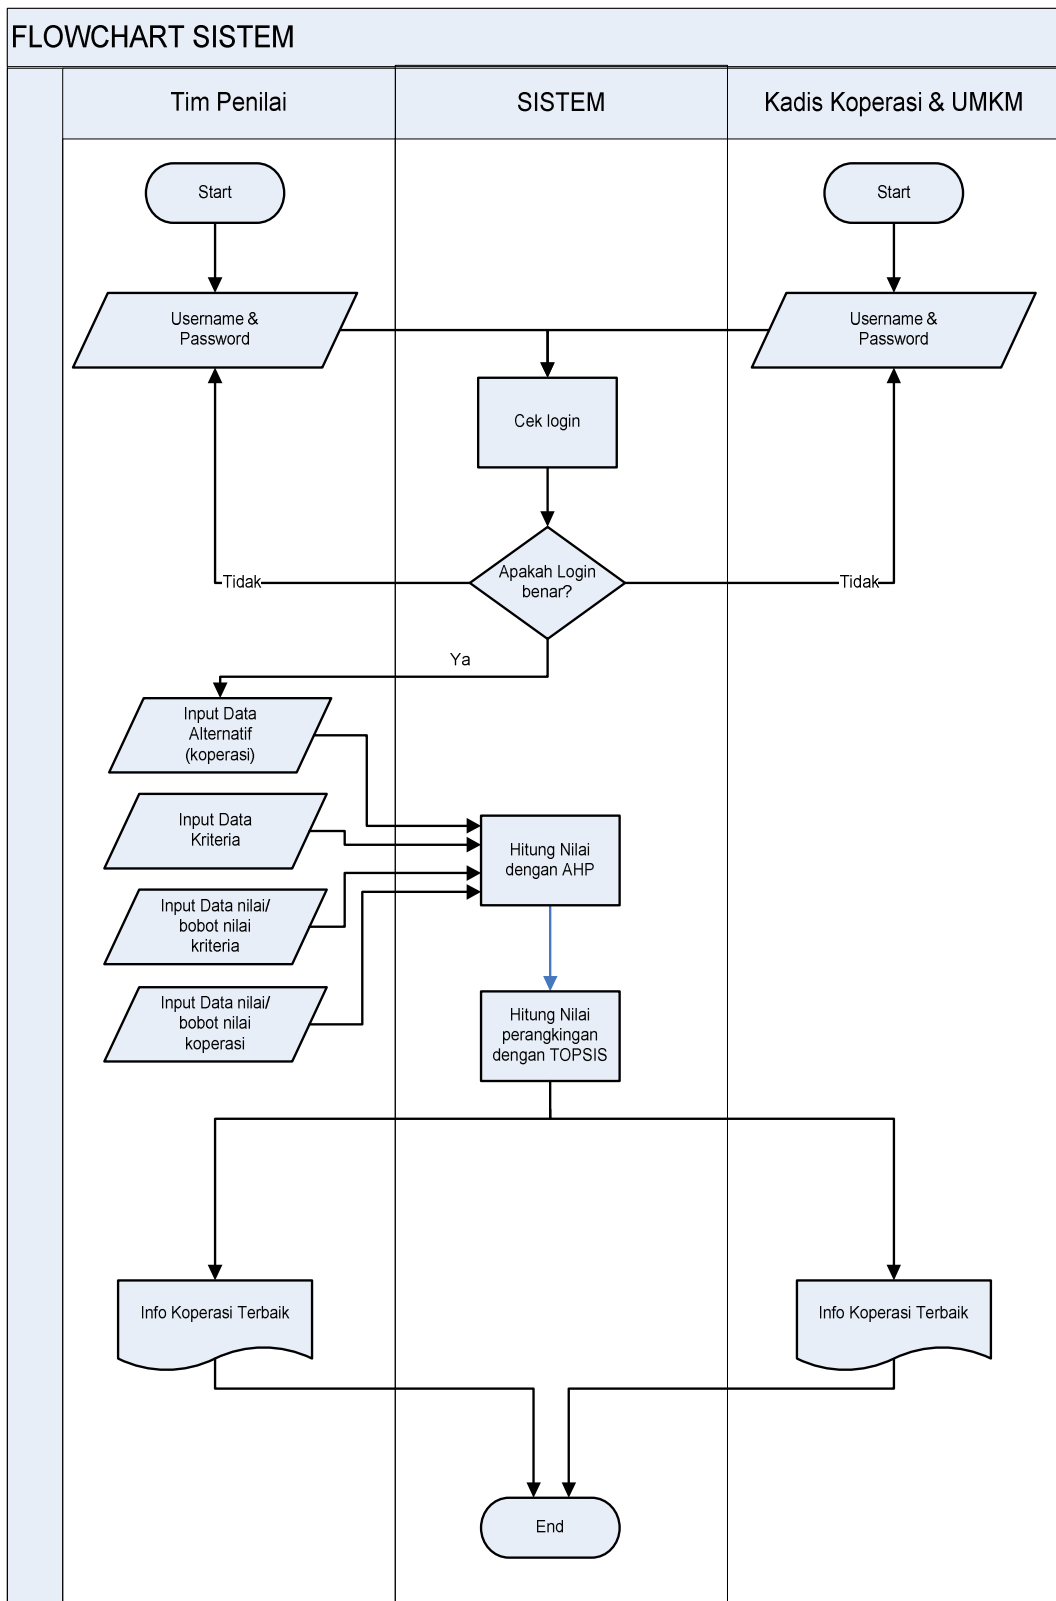 FLOWCHART SISTEM
Tim Penilai
SISTEM
Kadis Koperasi & UMKM
Start
Start
Username &
Password
Username &
Password
Cek login
Apakah Login
benar?
Tidak
Tidak
Ya
Input Data
Alternatif
(koperasi)
Input Data
Kriteria
Hitung Nilai
dengan AHP
Input Data nilai/
bobot nilai
kriteria
Input Data nilai/
bobot nilai
koperasi
Hitung Nilai
perangkingan
dengan TOPSIS
Info Koperasi Terbaik
Info Koperasi Terbaik
End